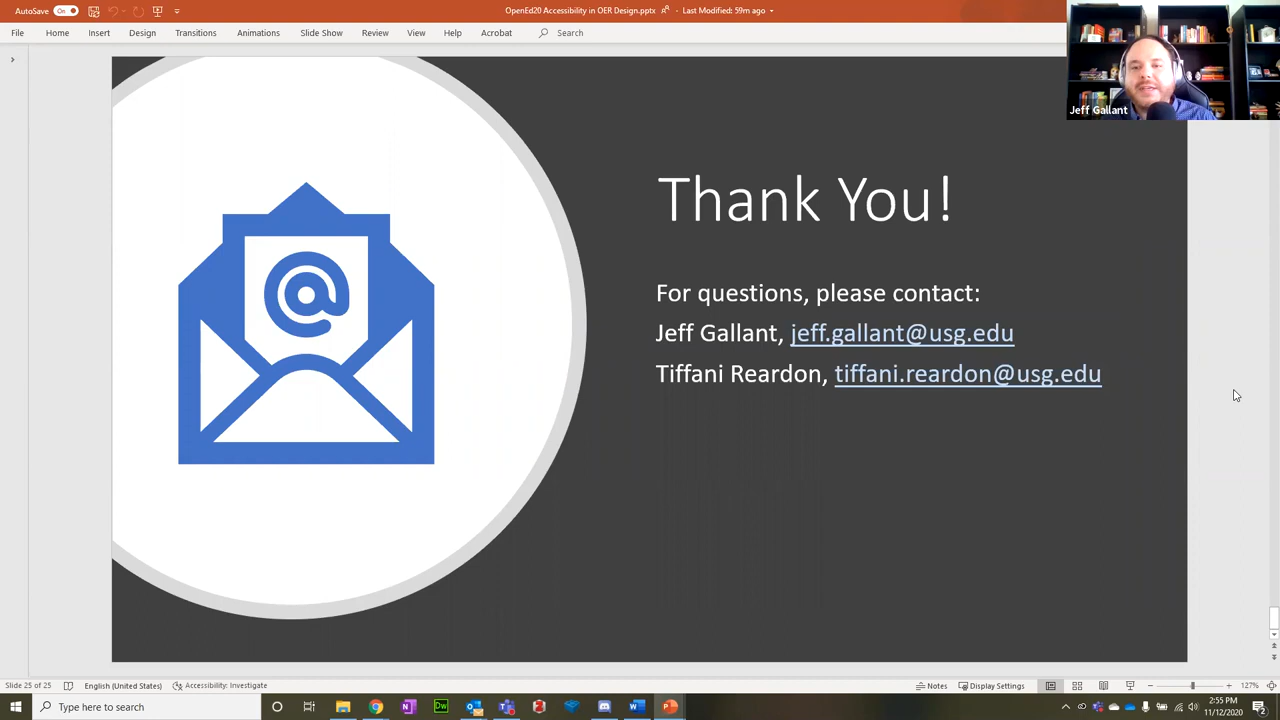 AutoSave On
OpenEd20 Accessibility in OER Design.pptx • Last Modified: 59m ago
File Home Insert Design Transitions Animations Slide Show Review View Help Acrobat Search
Jeff Gallant
Thank You!
For questions, please contact:
Jeff Gallant, jeff.gallant@usg.edu
Tiffani Reardon, tiffani.reardon@usg.edu
Slide 25 of 25 English (United States) Accessibility: Investigate Notes Display Settings 127%
Type here to search
2:55 PM
11/12/2020